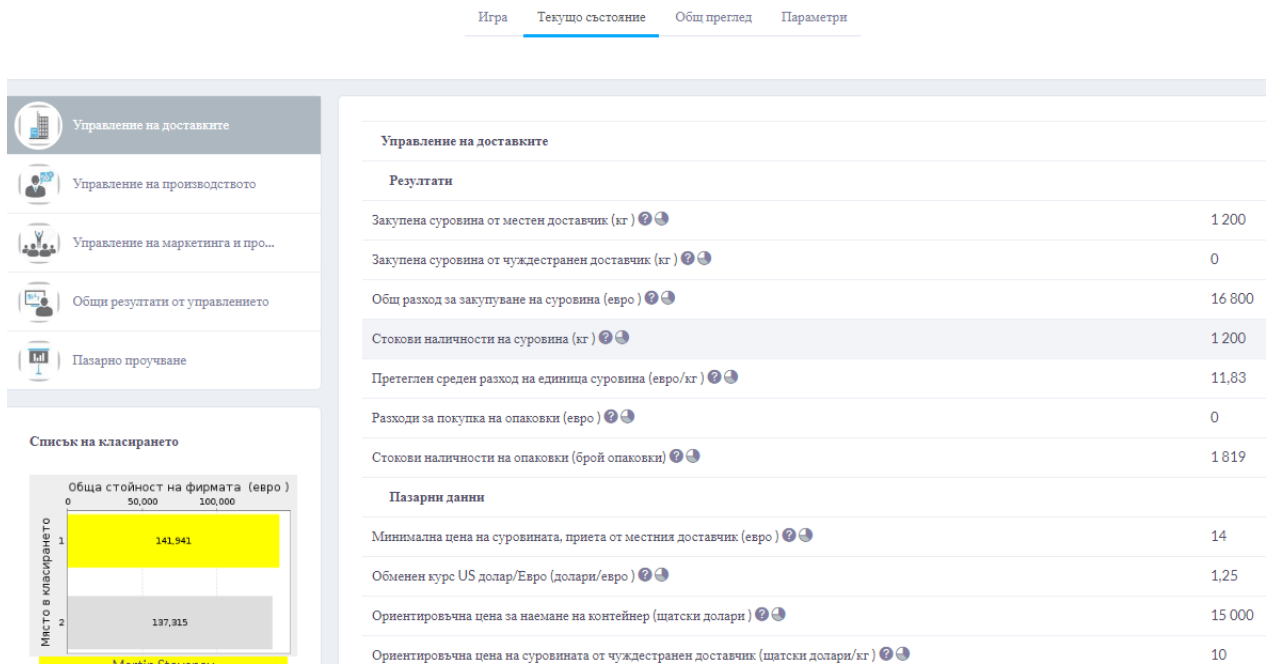 Игра Текущо състояние Общ преглед Параметри
Управление на доставките
Управление на производството
Управление на маркетинга и про...
Общи резултати от управлението
Пазарно проучване
Списък на класирането
Обща стойност на фирмата (евро )
0 50,000 100,000
Място в класирането
1 141,941
2 137,315
Управление на доставките
Резултати
Закупена суровина от местен доставчик (кг ) 1 200
Закупена суровина от чуждестранен доставчик (кг ) 0
Общ разход за закупуване на суровина (евро ) 16 800
Стокови наличности на суровина (кг ) 1 200
Претеглен среден разход на единица суровина (евро/кг ) 11,83
Разходи за покупка на опаковки (евро ) 0
Стокови наличности на опаковки (брой опаковки) 1 819
Пазарни данни
Минимална цена на суровината, приета от местния доставчик (евро ) 14
Обменен курс US долар/Евро (долари/евро ) 1,25
Ориентировъчна цена за наемане на контейнер (щатски долари ) 15 000
Ориентировъчна цена на суровината от чуждестранен доставчик (щатски долари/кг ) 10